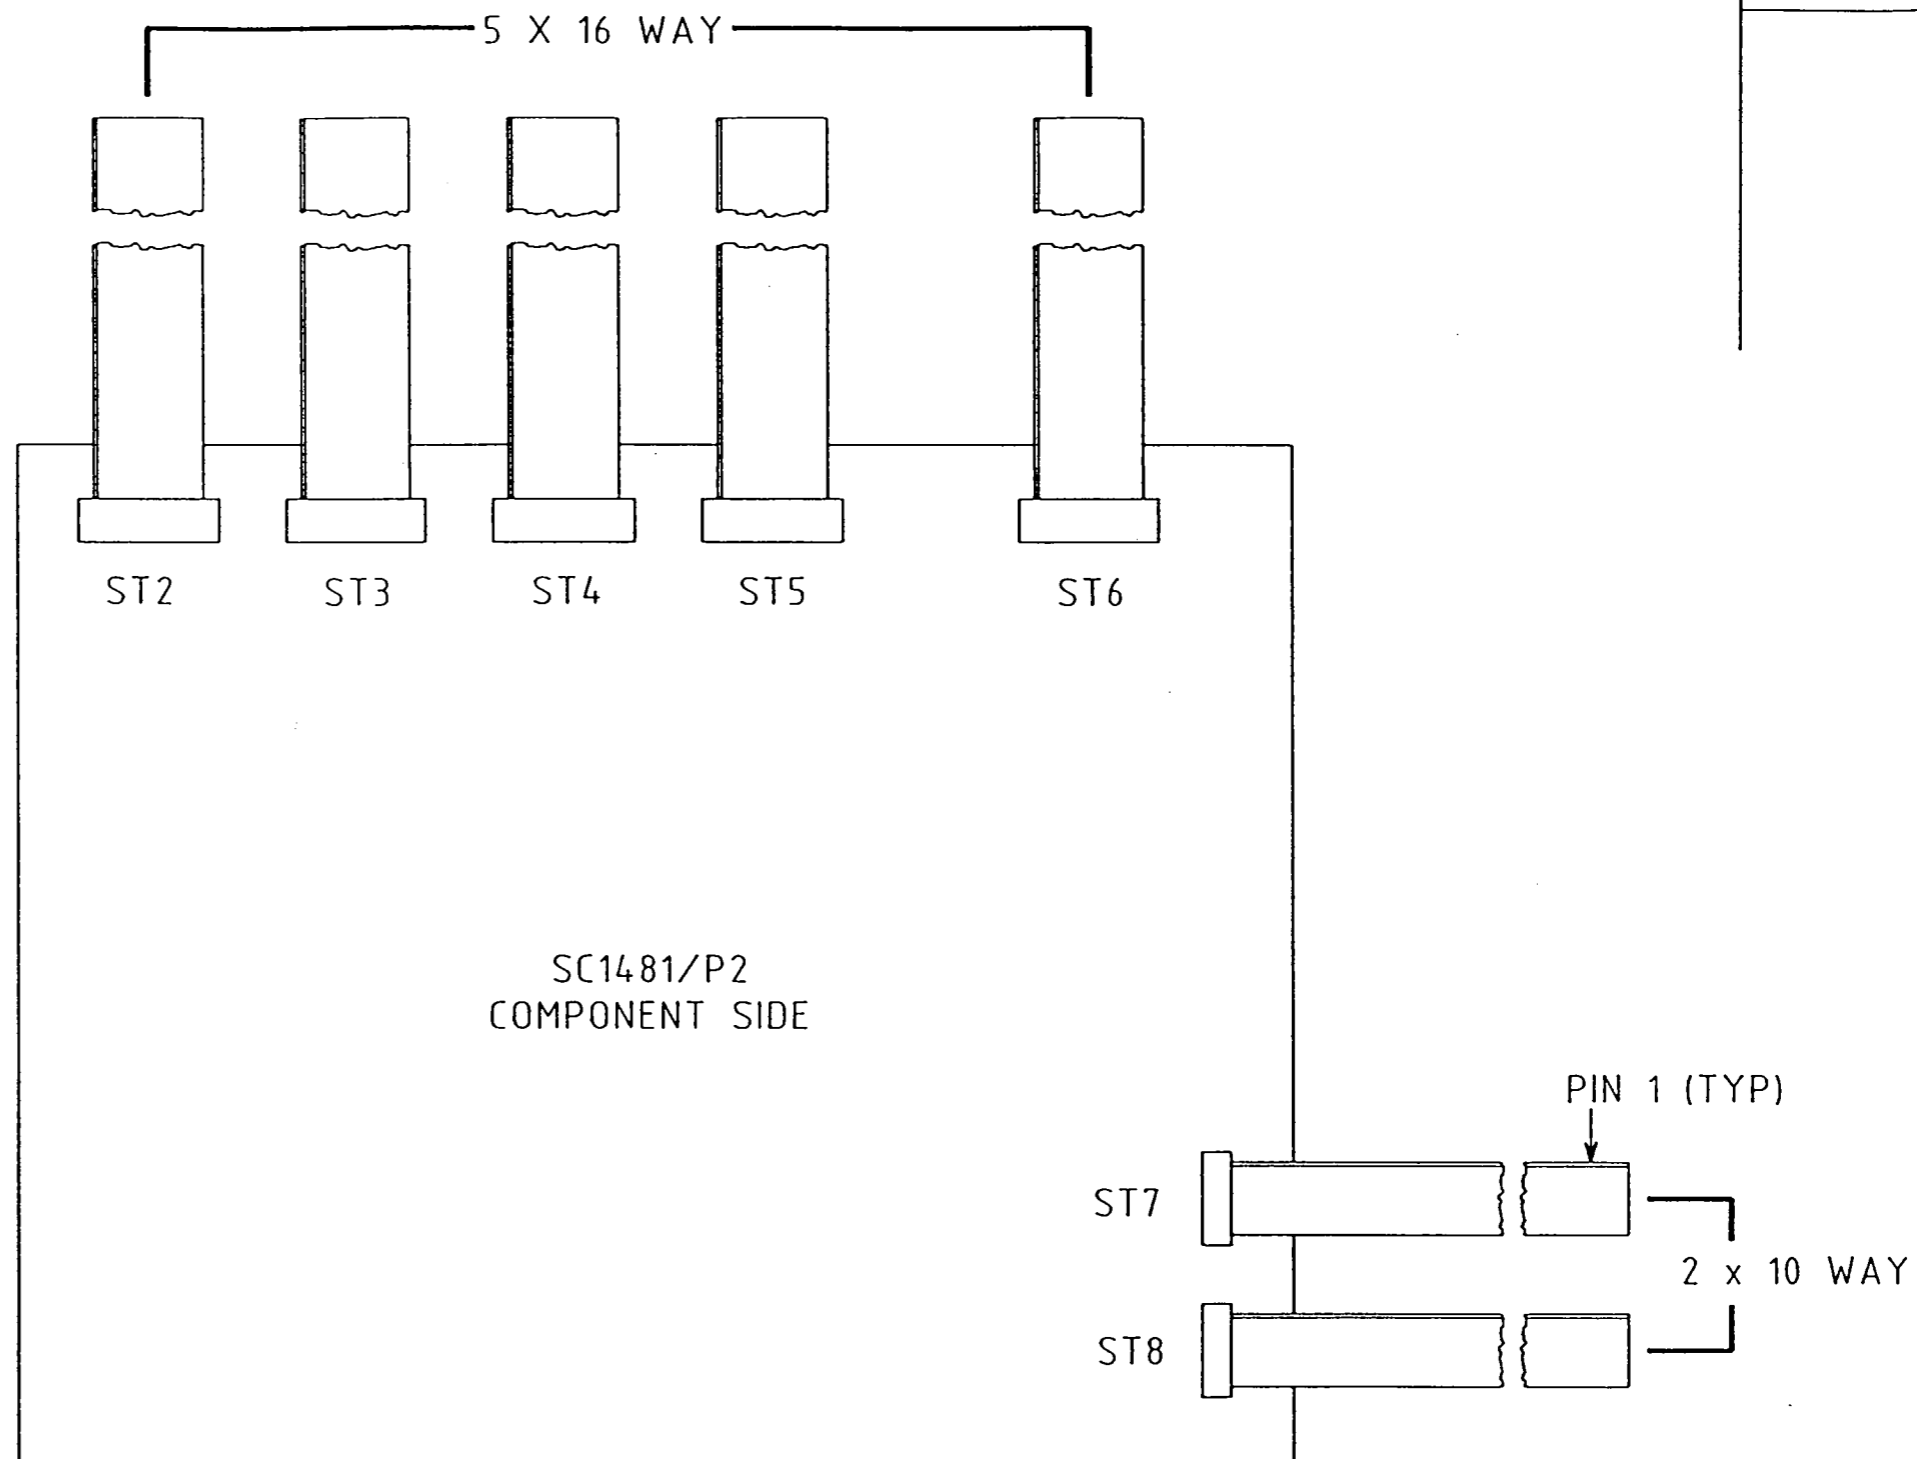 5 X 16 WAY
ST2
ST3
ST4
ST5
ST6
SC1481/P2
COMPONENT SIDE
PIN 1 (TYP)
ST7
2 x 10 WAY
ST8